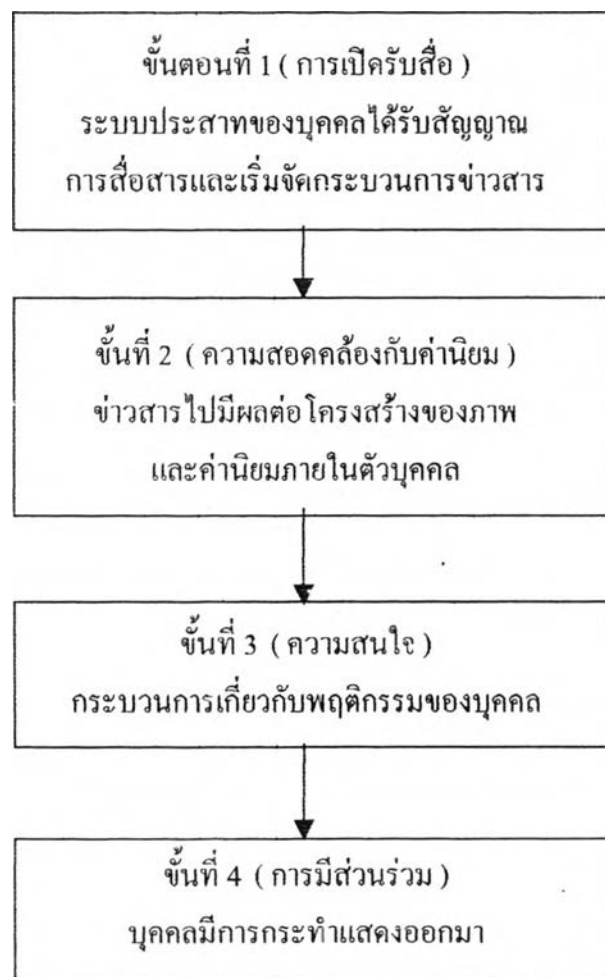 ขั้นตอนที่ 1 ( การเปิดรับสื่อ )
ระบบประสาทของบุคคลได้รับสัญญาณ
การสื่อสารและเริ่มจัดกระบวนการข่าวสาร
ขั้นที่ 2 ( ความสอดคล้องกับค่านิยม )
ข่าวสารไปมีผลต่อโครงสร้างของภาพ
และค่านิยมภายในตัวบุคคล
ขั้นที่ 3 ( ความสนใจ )
กระบวนการเกี่ยวกับพฤติกรรมของบุคคล
ขั้นที่ 4 ( การมีส่วนร่วม )
บุคคลมีการกระทำแสดงออกมา